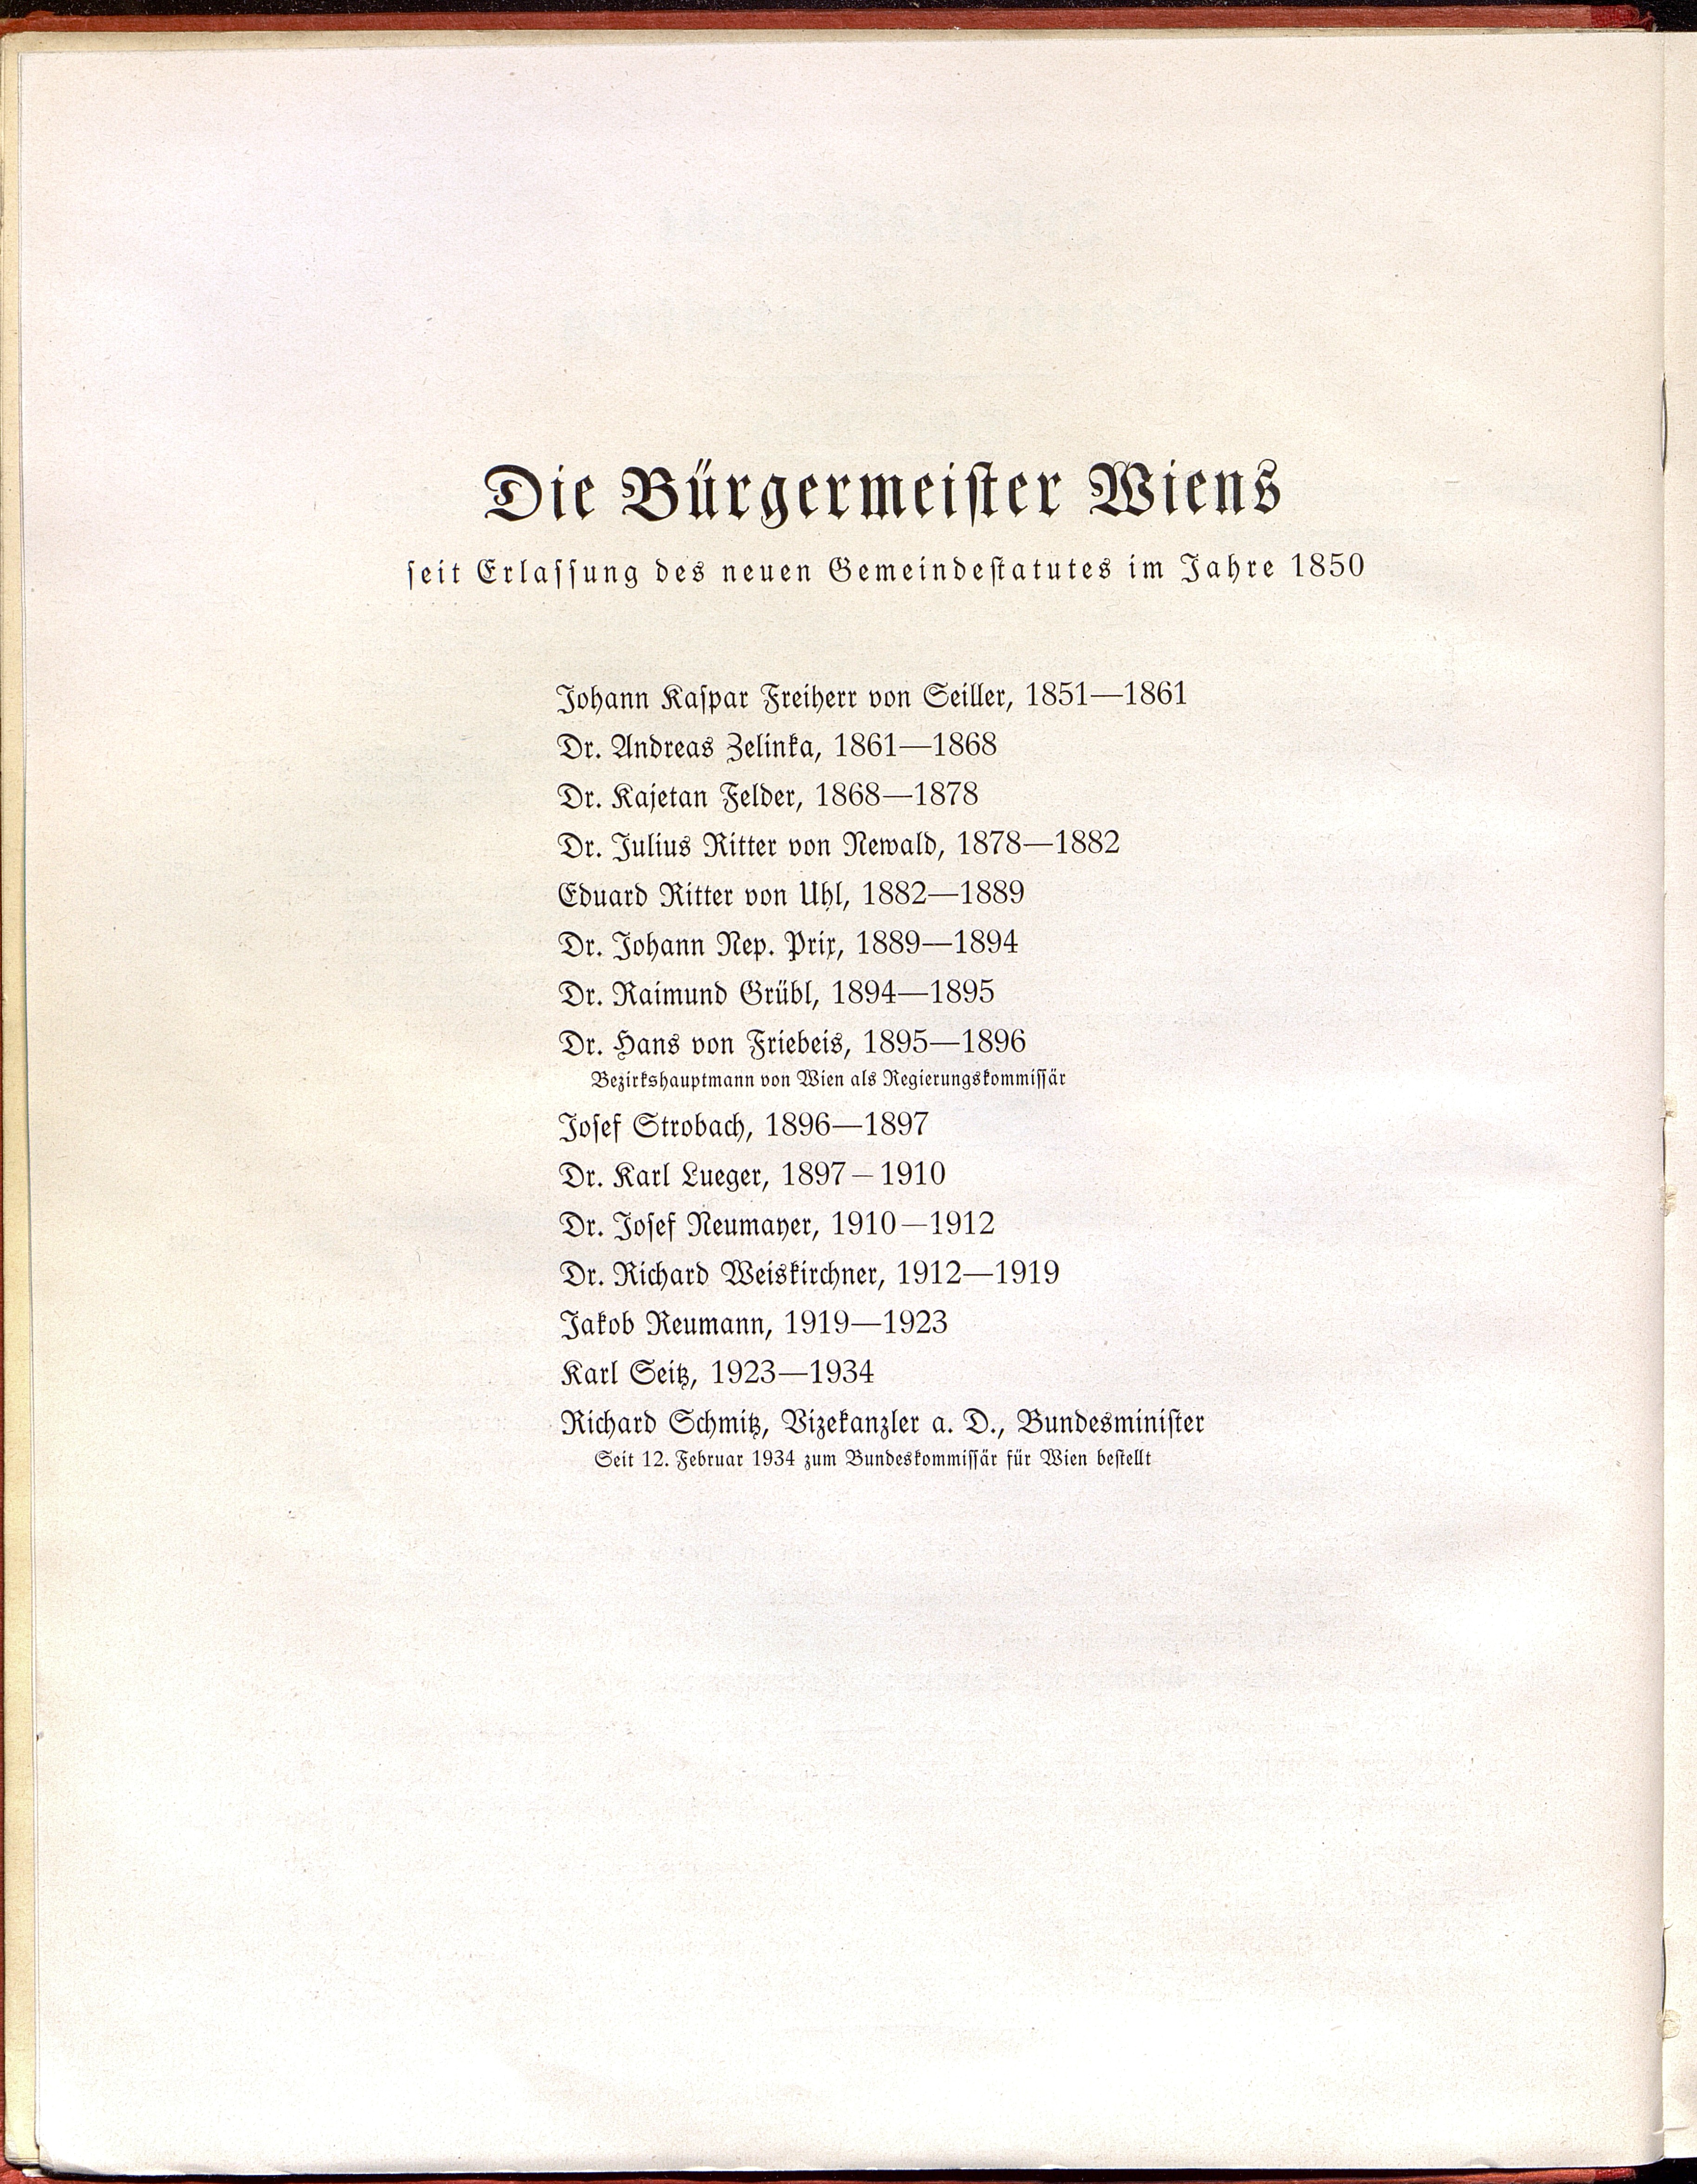 Die Bürgermeister Wiens
seit Erlassung des neuen Gemeindestatutes im Jahre 1850
Johann Kaspar Freiherr von Seiller, 1851—1861
Dr. Andreas Zelinka, 1861—1868
Dr. Kajetan Felder, 1868—1878
Dr. Julius Ritter von Newald, 1878—1882
Eduard Ritter von Uhl, 1882—1889
Dr. Johann Nep. Prix, 1889—1894
Dr. Raimund Grübl, 1894—1895
Dr. Hans von Friebeis, 1895—1896
Bezirkshauptmann von Wien als Regierungskommissär
Josef Strobach, 1896—1897
Dr. Karl Lueger, 1897—1910
Dr. Josef Neumayer, 1910—1912
Dr. Richard Weiskirchner, 1912—1919
Jakob Reumann, 1919—1923
Karl Seitz, 1923—1934
Richard Schmitz, Vizekanzler a. D., Bundesminister
Seit 12. Februar 1934 zum Bundeskommissär für Wien bestellt